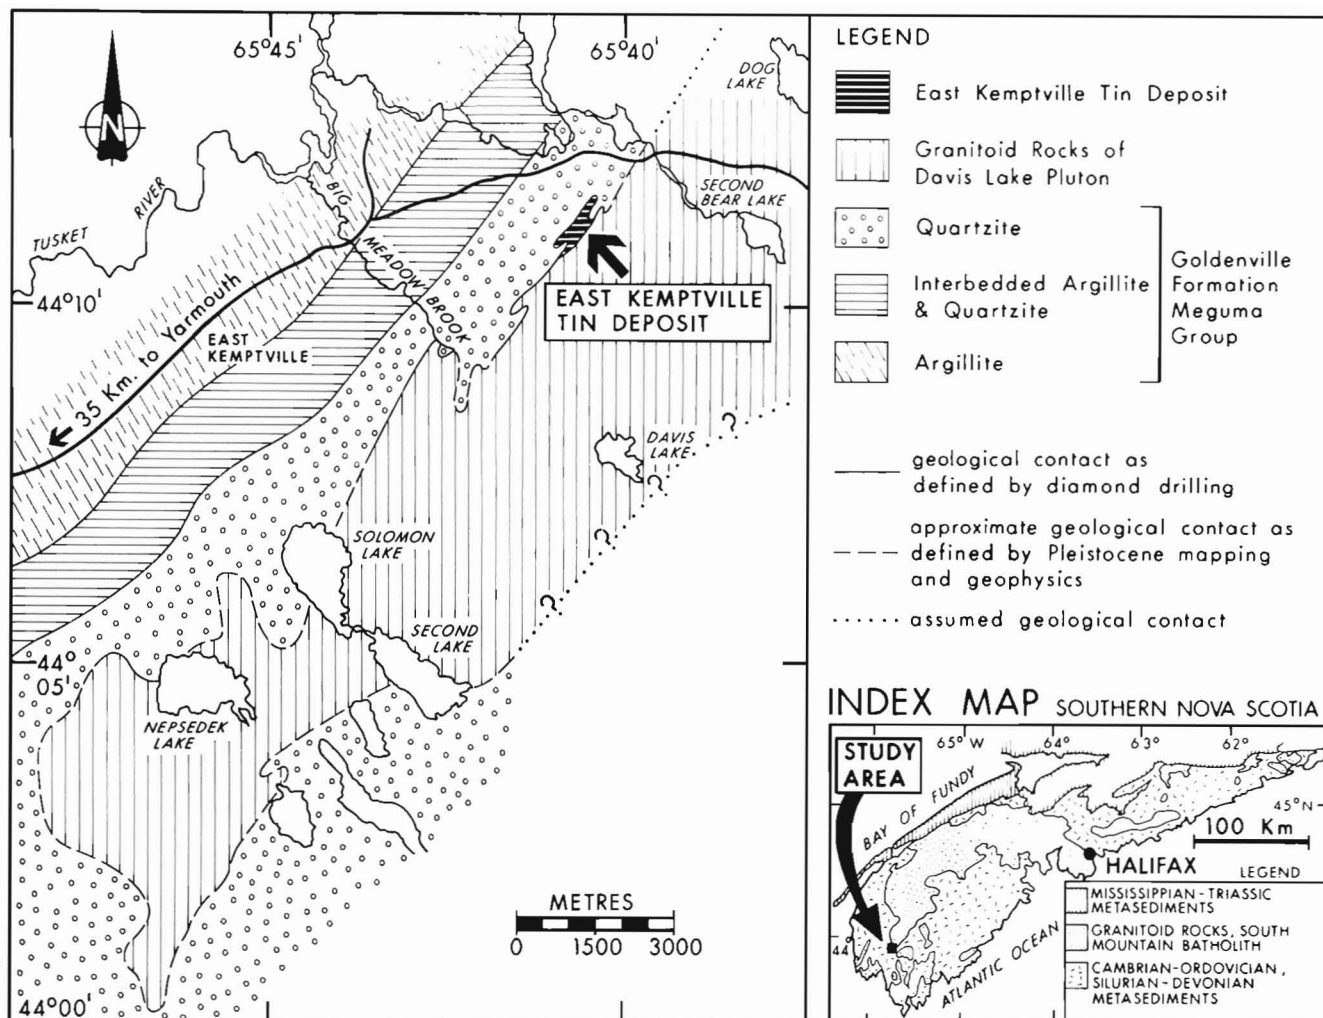 65°45'
65°40'
DOG
LAKE
N
BIG
SECOND
BEAR LAKE
RIVER
TUSKET
MEADOW
BROOK
44°10'
EAST KEMPTVILLE
TIN DEPOSIT
EAST
KEMPTVILLE
35 Km. to Yarmouth
DAVIS
LAKE
?
?
?
?
SOLOMON
LAKE
SECOND
LAKE
44°
05'
NEPSEDEK
LAKE
METRES
0 1500 3000
44°00'
LEGEND
East Kemptville Tin Deposit
Granitoid Rocks of
Davis Lake Pluton
Quartzite
Interbedded Argillite
& Quartzite
Argillite
Goldenville
Formation
Meguma
Group
geological contact as
defined by diamond drilling
approximate geological contact as
defined by Pleistocene mapping
and geophysics
assumed geological contact
INDEX MAP SOUTHERN NOVA SCOTIA
65°W 64° 63° 62°
STUDY
AREA
BAY OF FUNDY
45°N
100 Km
HALIFAX
44°
ATLANTIC OCEAN
LEGEND
MISSISSIPPIAN-TRIASSIC
METASEDIMENTS
GRANITOID ROCKS, SOUTH
MOUNTAIN BATHOLITH
CAMBRIAN-ORDOVICIAN,
SILURIAN-DEVONIAN
METASEDIMENTS